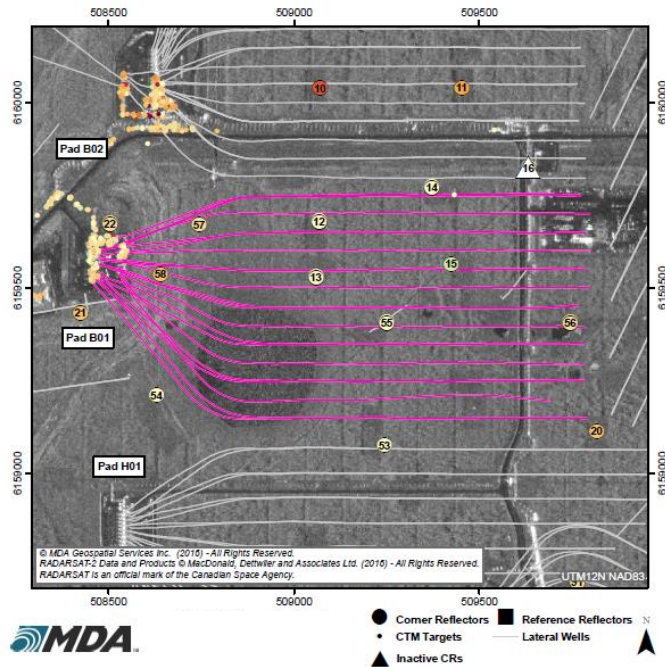 508500 509000 509500
6160000
6160000
10
11
Pad B02
16
14
22
57
12
15
58
13
6159500
6159500
21
55
56
Pad B01
54
20
53
Pad H01
6159000
6159000
© MDA Geospatial Services Inc. (2016) - All Rights Reserved.
RADARSAT-2 Data and Products © MacDonald, Dettwiler and Associates Ltd. (2016) - All Rights Reserved.
RADARSAT is an official mark of the Canadian Space Agency.
UTM12N NAD83
508500 509000 509500
MDA
Corner Reflectors Reference Reflectors N
CTM Targets Lateral Wells
Inactive CRs